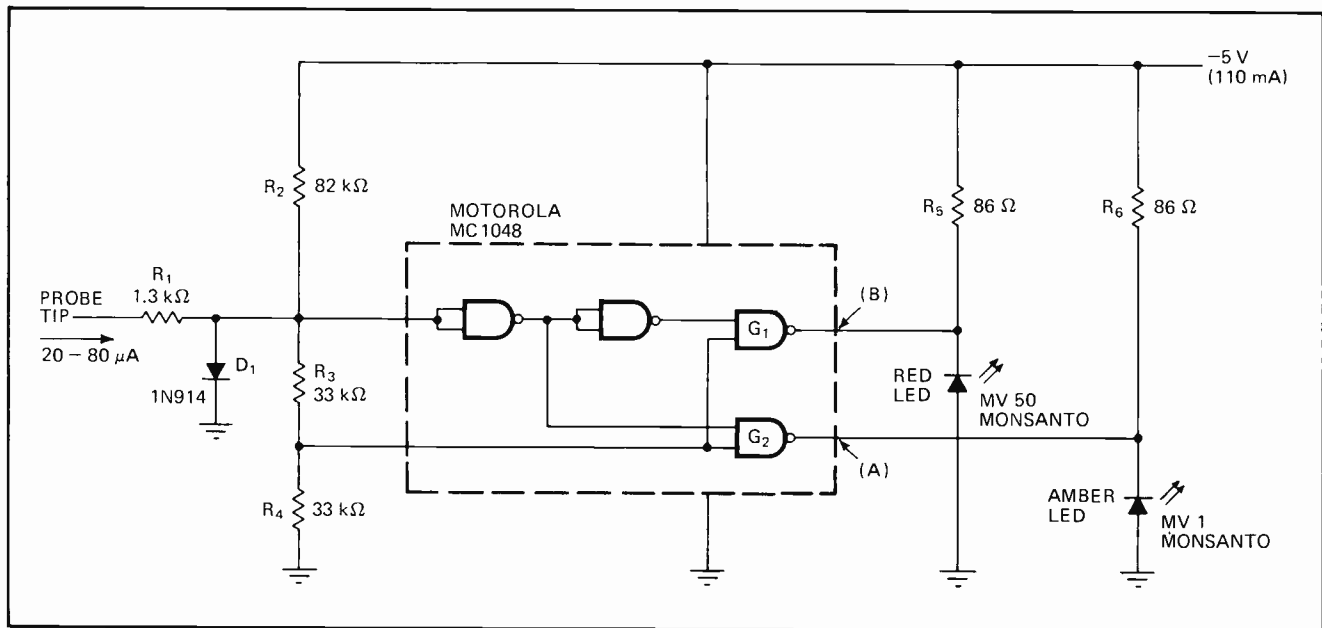 −5 V
(110 mA)
R2 82 kΩ
MOTOROLA
MC1048
R5 86 Ω
R6 86 Ω
R1
1.3 kΩ
PROBE
TIP
20 – 80 μA
D1
1N914
R3
33 kΩ
G1
(B)
RED
LED
MV 50
MONSANTO
G2
(A)
R4 33 kΩ
AMBER
LED
MV 1
MONSANTO